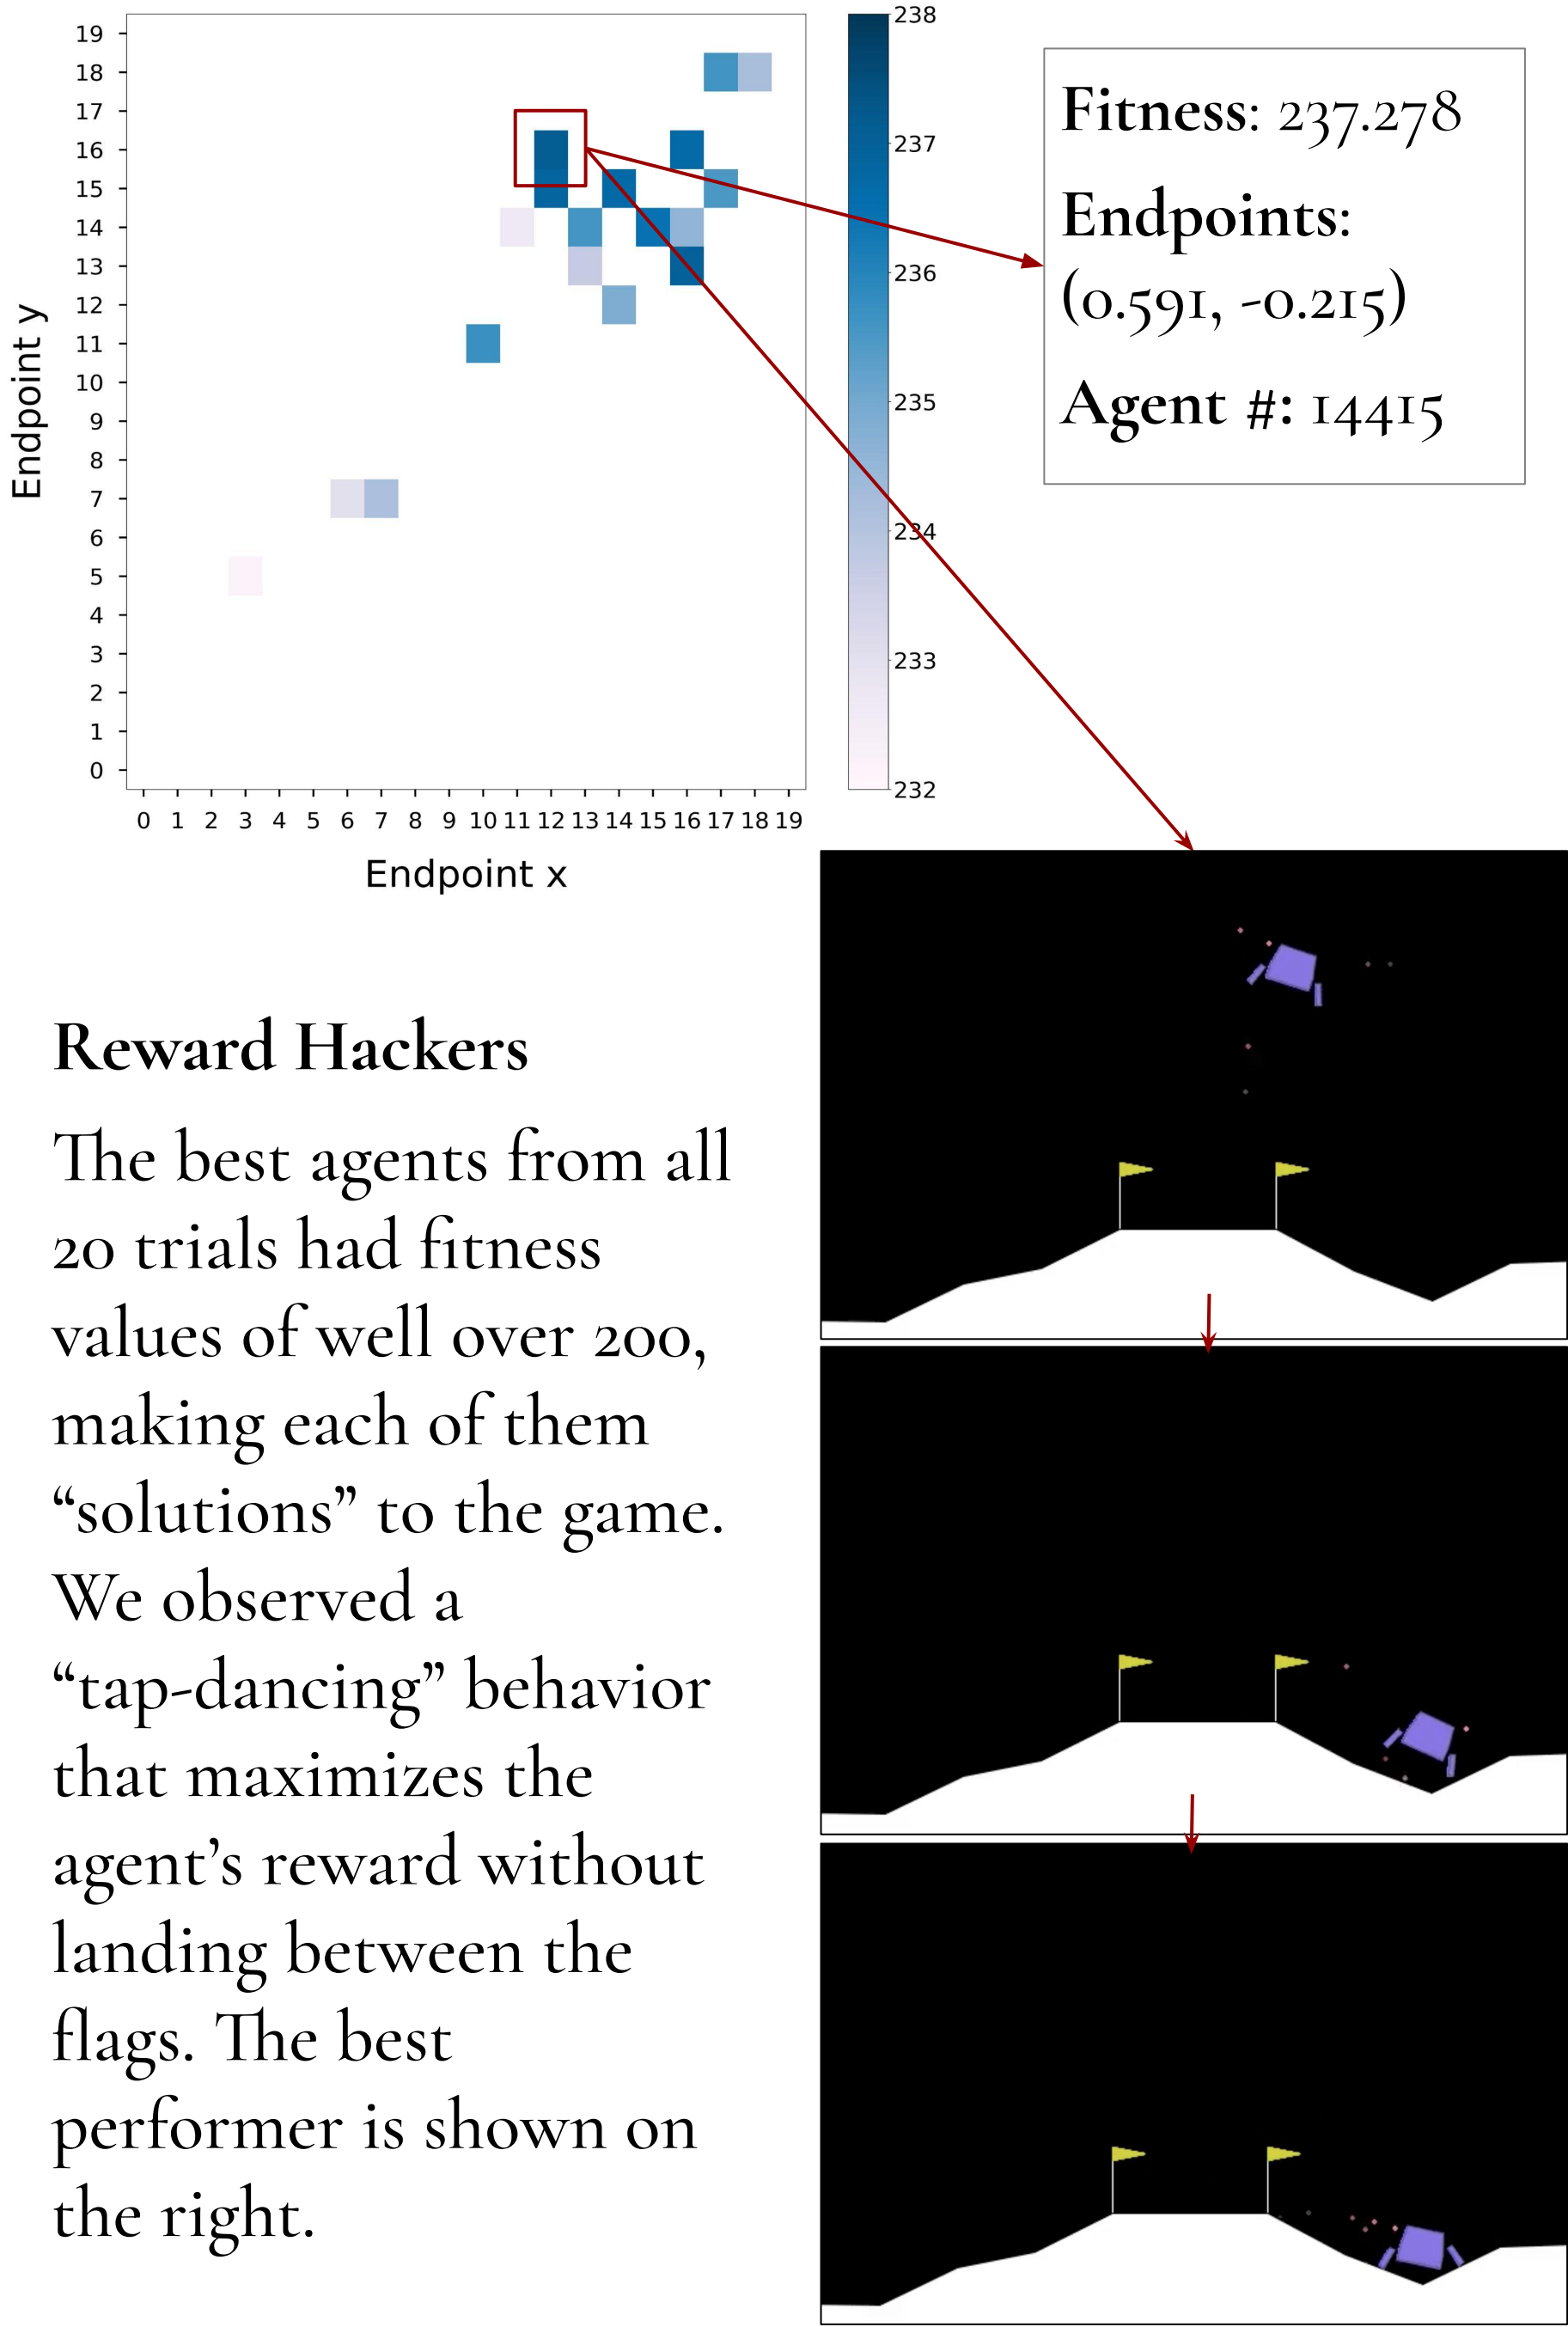 19
18
17
16
15
14
13
12
11
10
9
8
7
6
5
4
3
2
1
0
Endpoint y
0 1 2 3 4 5 6 7 8 9 10 11 12 13 14 15 16 17 18 19
Endpoint x
238
237
236
235
234
233
232
Fitness: 237.278
Endpoints:
(0.591, -0.215)
Agent #: 14415
Reward Hackers
The best agents from all
20 trials had fitness
values of well over 200,
making each of them
“solutions” to the game.
We observed a
“tap-dancing” behavior
that maximizes the
agent’s reward without
landing between the
flags. The best
performer is shown on
the right.